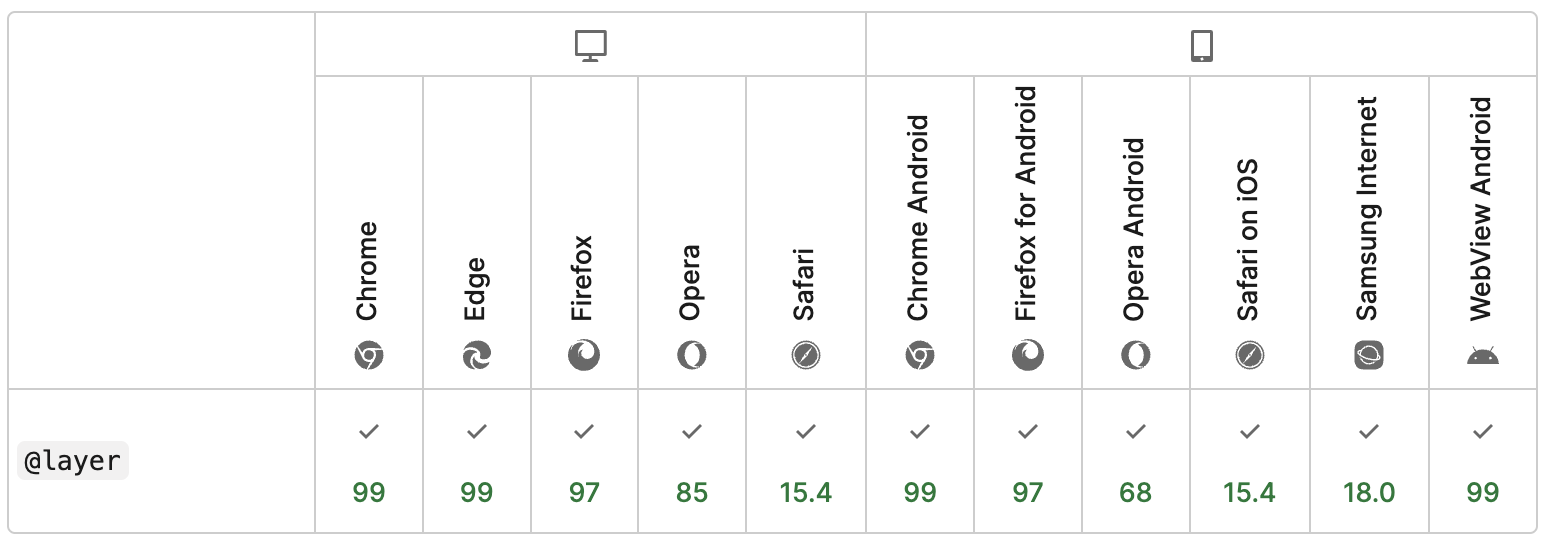 Chrome
Edge
Firefox
Opera
Safari
Chrome Android
Firefox for Android
Opera Android
Safari on iOS
Samsung Internet
WebView Android
@layer
99
99
97
85
15.4
99
97
68
15.4
18.0
99